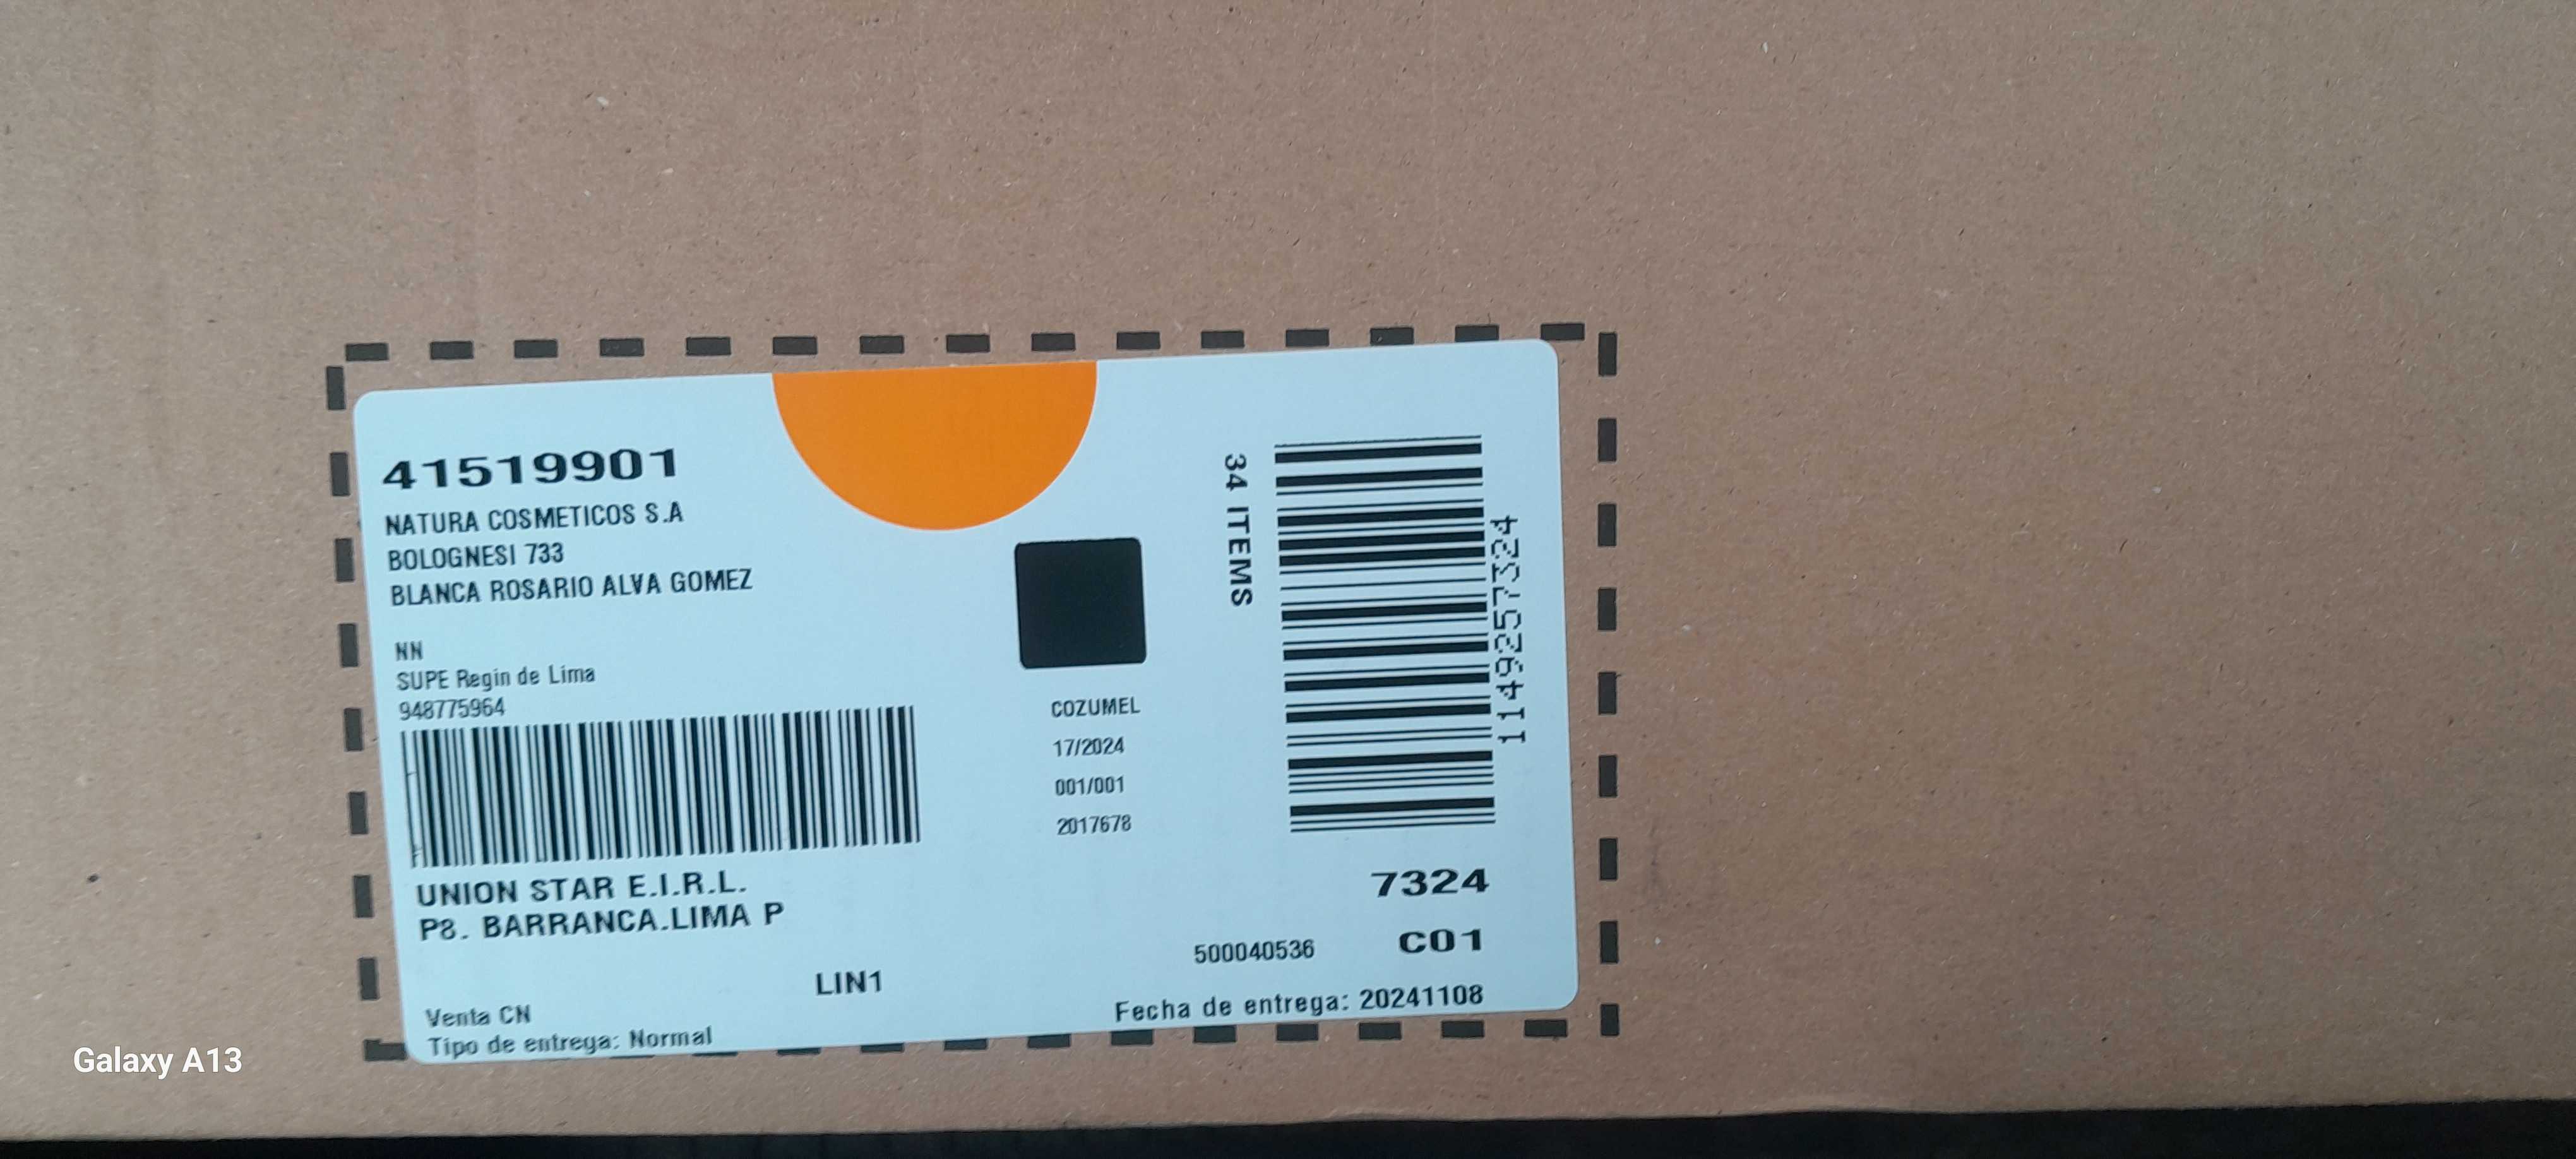 41519901
NATURA COSMETICOS S.A
BOLOGNESI 733
BLANCA ROSARIO ALVA GOMEZ
NN
SUPE Regin de Lima
948775964
UNION STAR E.I.R.L.
P8. BARRANCA.LIMA P
LIN1
Venta CN
Tipo de entrega: Normal
COZUMEL
17/2024
001/001
2017678
34 ITEMS
1149257324
7324
500040536
C01
Fecha de entrega: 20241108
Galaxy A13